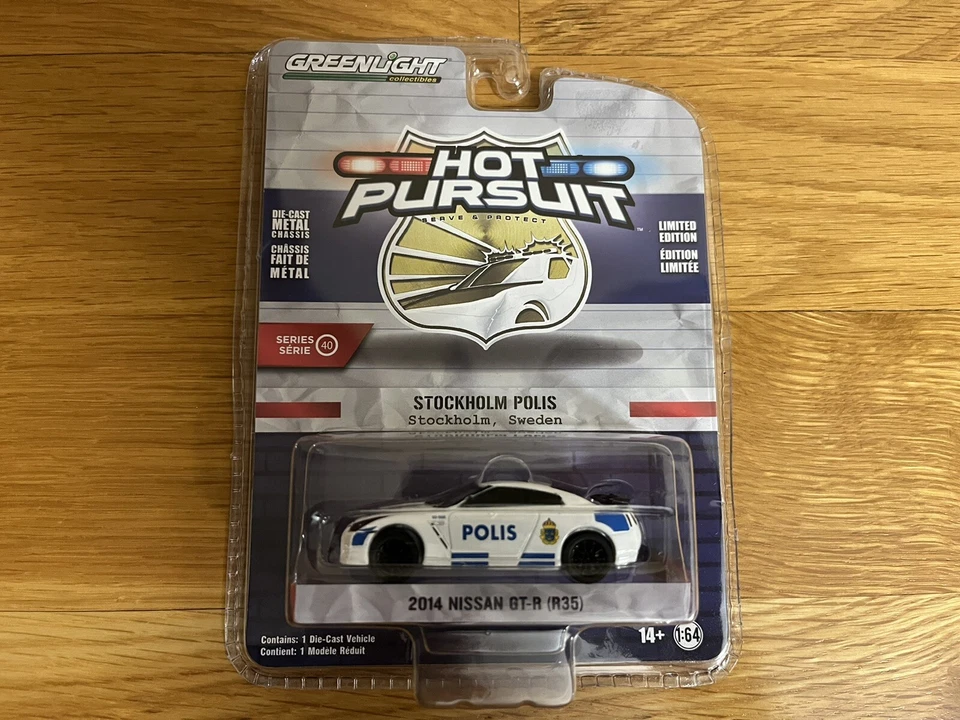 GREENLiGHT
collectibles
HOT
PURSUIT™
SERVE & PROTECT
DIE-CAST
METAL
CHASSIS
CHÂSSIS
FAIT DE
MÉTAL
LIMITED
EDITION
ÉDITION
LIMITÉE
SERIES
SÉRIE
40
STOCKHOLM POLIS
Stockholm, Sweden
POLIS
2014 NISSAN GT-R (R35)
Contains: 1 Die-Cast Vehicle
Contient: 1 Modèle Réduit
14+
1:64